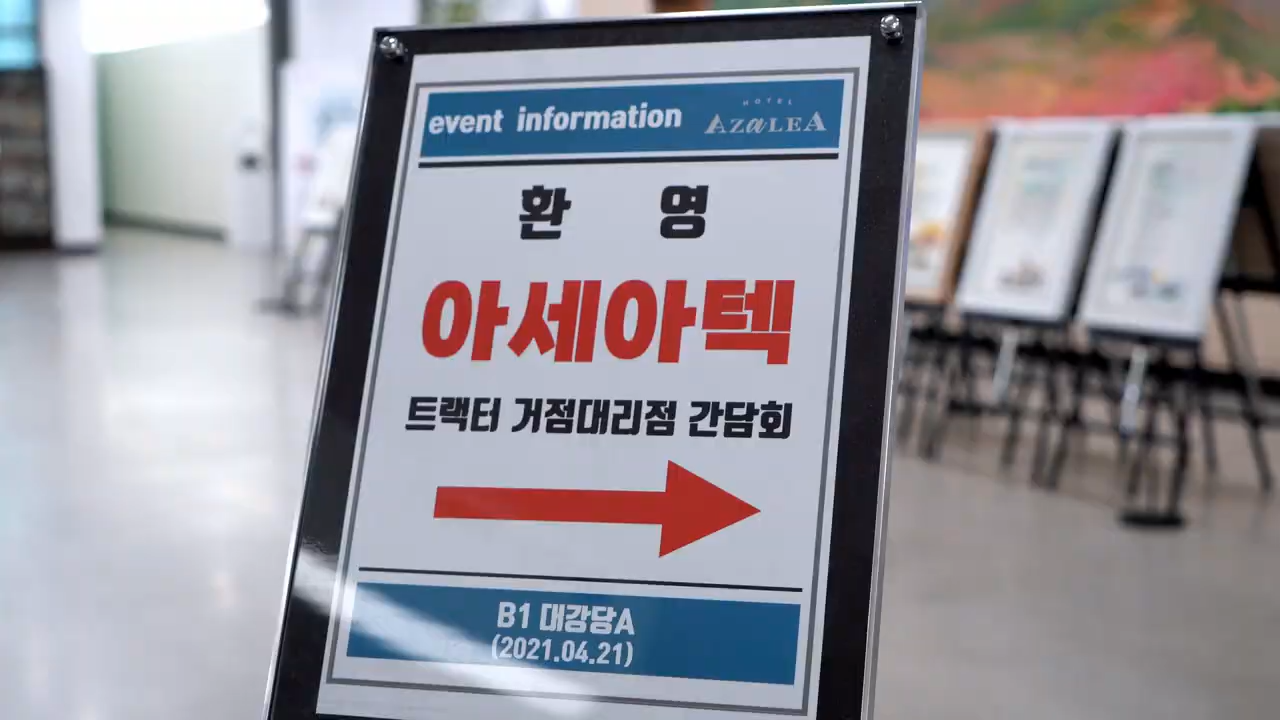 event information
HOTEL
AZALEA
환 영
아세아텍
트랙터 거점대리점 간담회
B1 대강당A
(2021.04.21)